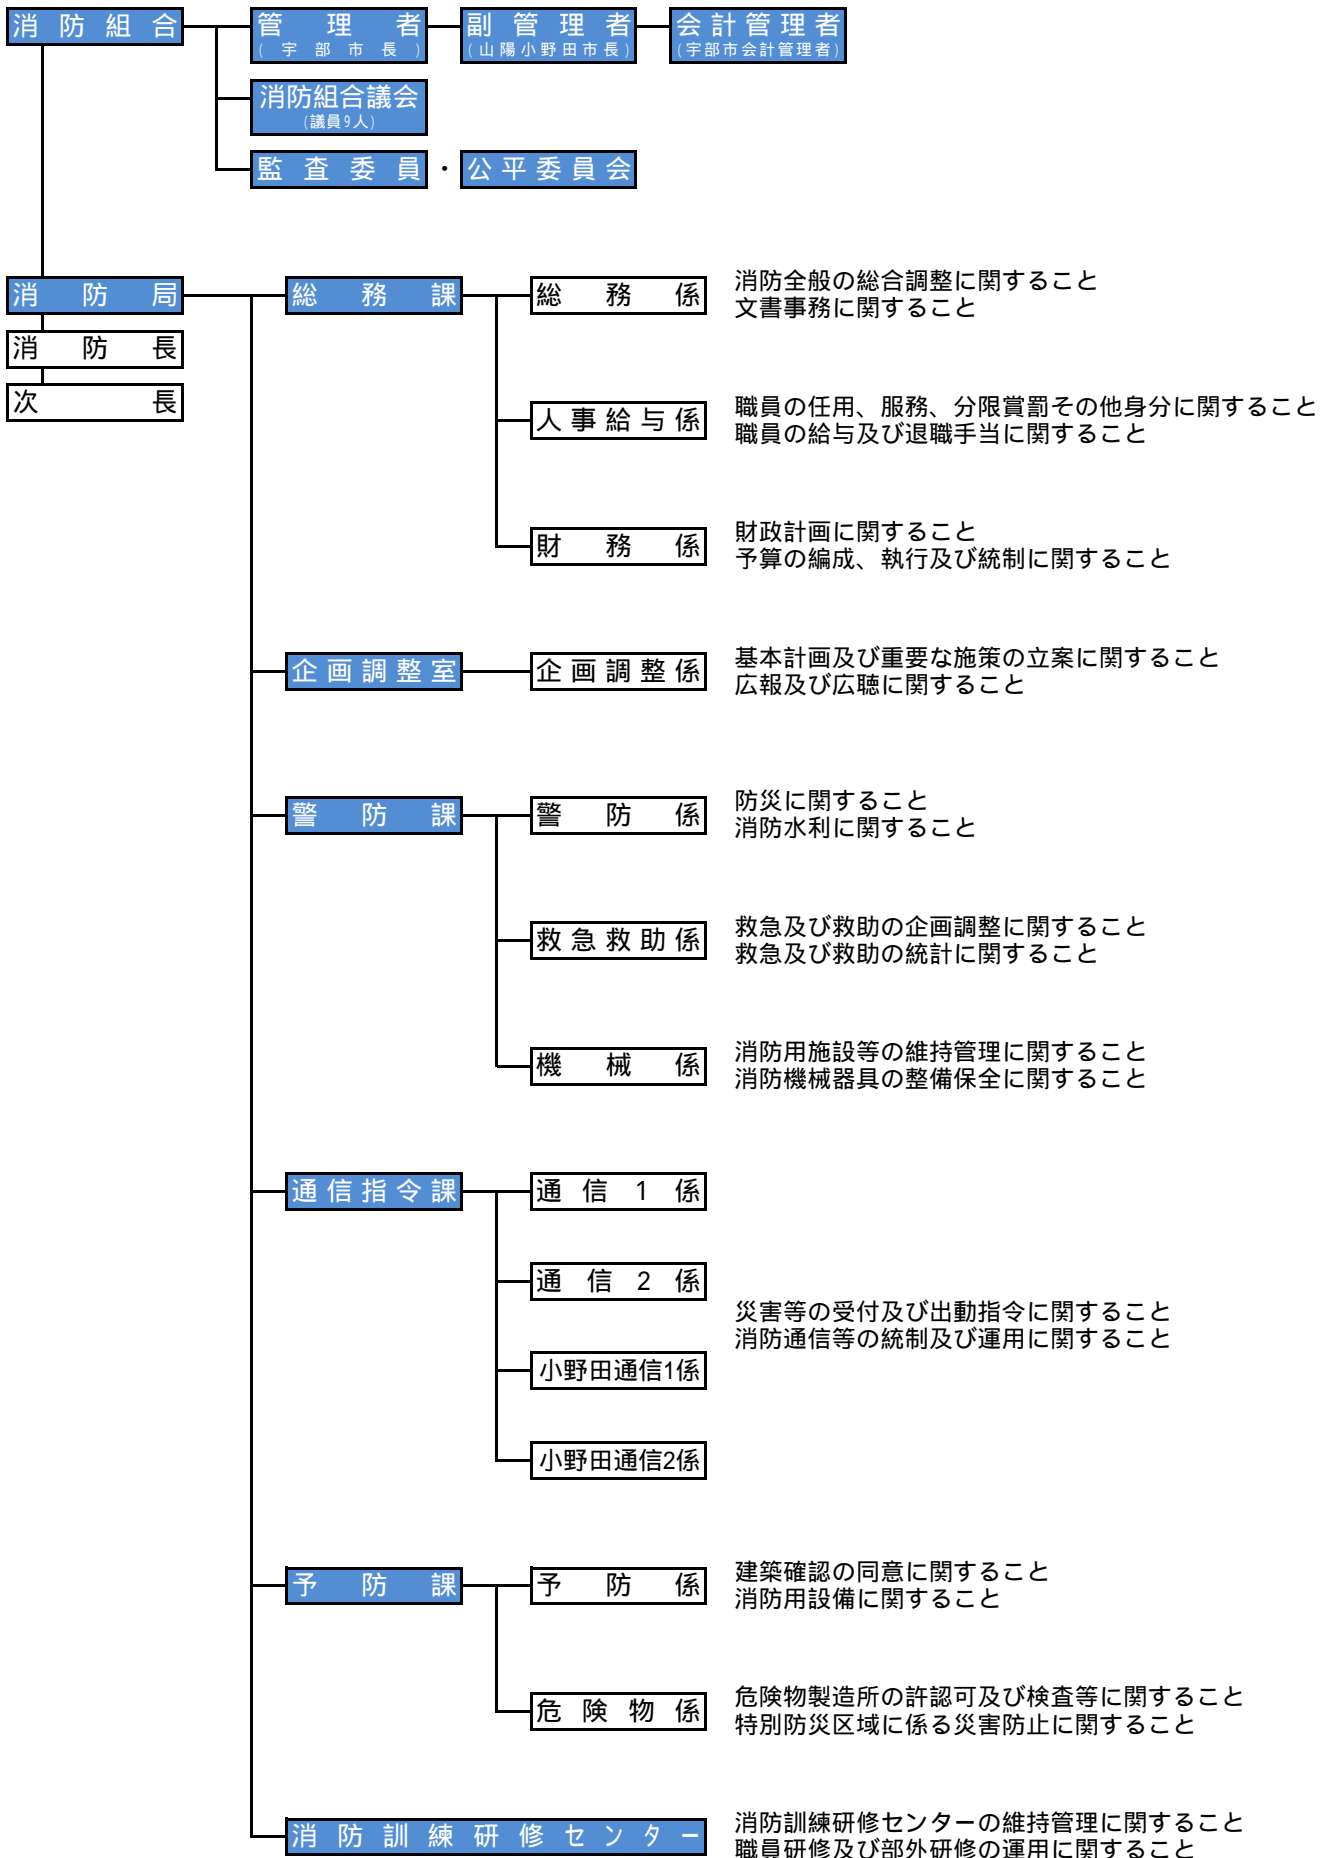 消防組合
管理者
(宇部市長)
副管理者
(山陽小野田市長)
会計管理者
(宇部市会計管理者)
消防組合議会
(議員9人)
監査委員・公平委員会
消防局
消防長
次長
総務課
総務係
消防全般の総合調整に関すること
文書事務に関すること
人事給与係
職員の任用、服務、分限賞罰その他身分に関すること
職員の給与及び退職手当に関すること
財務係
財政計画に関すること
予算の編成、執行及び統制に関すること
企画調整室
企画調整係
基本計画及び重要な施策の立案に関すること
広報及び広聴に関すること
警防課
警防係
防災に関すること
消防水利に関すること
救急救助係
救急及び救助の企画調整に関すること
救急及び救助の統計に関すること
機械係
消防用施設等の維持管理に関すること
消防機械器具の整備保全に関すること
通信指令課
通信1係
通信2係
小野田通信1係
小野田通信2係
災害等の受付及び出動指令に関すること
消防通信等の統制及び運用に関すること
予防課
予防係
建築確認の同意に関すること
消防用設備に関すること
危険物係
危険物製造所の許認可及び検査等に関すること
特別防災区域に係る災害防止に関すること
消防訓練研修センター
消防訓練研修センターの維持管理に関すること
職員研修及び部外研修の運用に関すること